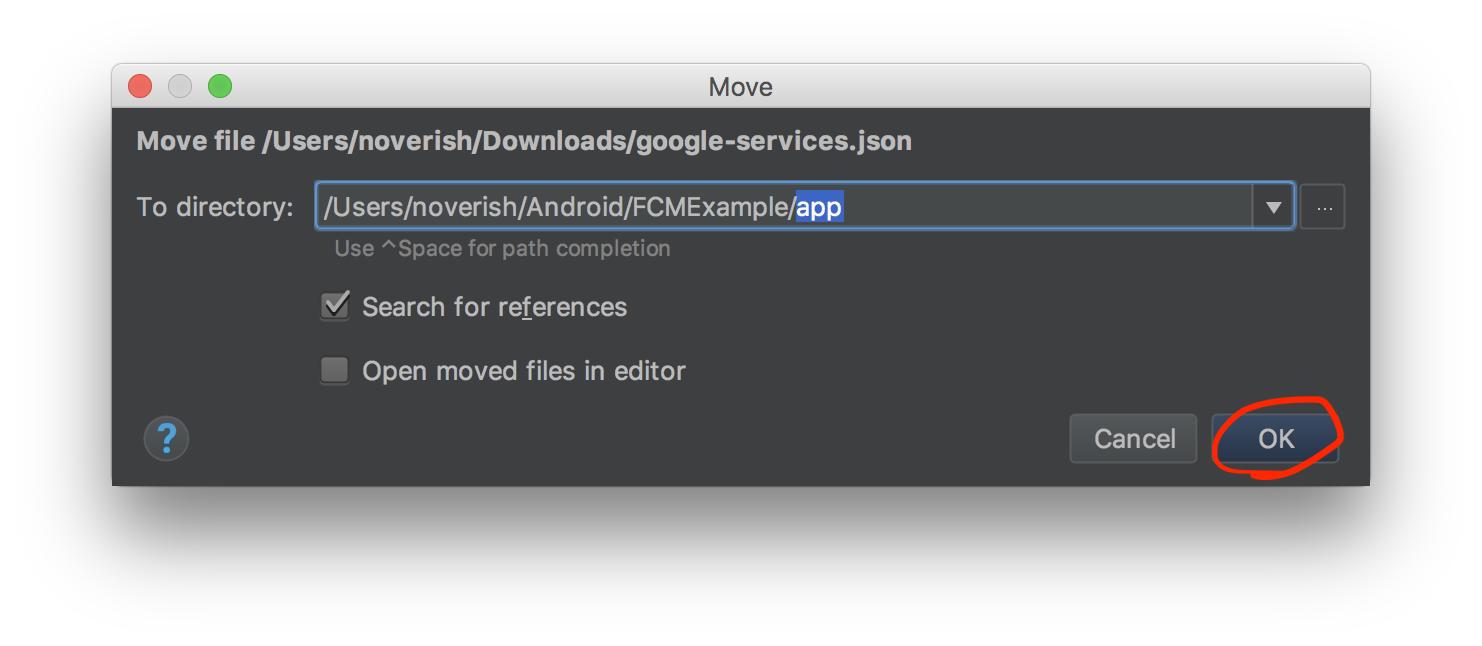 Move
Move file /Users/noverish/Downloads/google-services.json
To directory: /Users/noverish/Android/FCMExample/app ...
Use ^Space for path completion
Search for references
Open moved files in editor
? Cancel OK